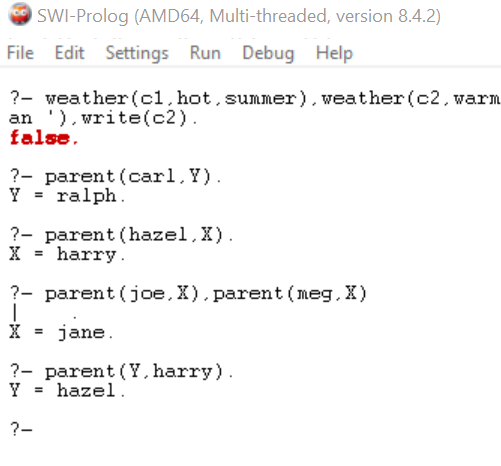 SWI-Prolog (AMD64, Multi-threaded, version 8.4.2)
File Edit Settings Run Debug Help
?- weather(c1,hot,summer),weather(c2,warm
an '),write(c2).
false.
?- parent(carl,Y).
Y = ralph.
?- parent(hazel,X).
X = harry.
?- parent(joe,X),parent(meg,X)
|    .
X = jane.
?- parent(Y,harry).
Y = hazel.
?-